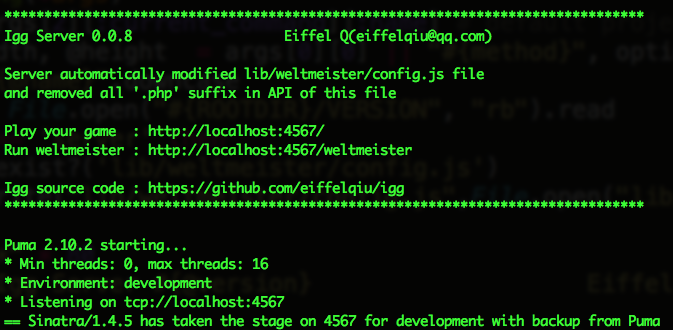 ********************************************************************************
Igg Server 0.0.8                   Eiffel Q(eiffelqiu@qq.com)
Server automatically modified lib/weltmeister/config.js file
and removed all '.php' suffix in API of this file
Play your game  : http://localhost:4567/
Run weltmeister : http://localhost:4567/weltmeister
Igg source code : https://github.com/eiffelqiu/igg
********************************************************************************
Puma 2.10.2 starting...
* Min threads: 0, max threads: 16
* Environment: development
* Listening on tcp://localhost:4567
== Sinatra/1.4.5 has taken the stage on 4567 for development with backup from Puma